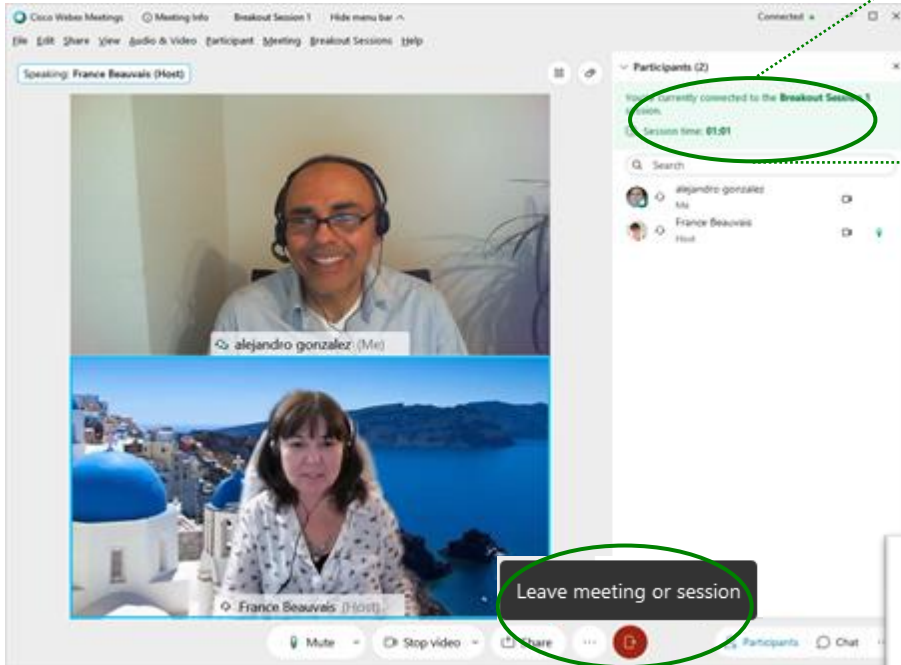 Cisco Webex Meetings Meeting Info Breakout Session 1 Hide menu bar Connected
File Edit Share View Audio & Video Participant Meeting Breakout Sessions Help
Speaking: France Beauvais (Host)
Participants (2)
You're currently connected to the Breakout Session 1
session.
Session time: 01:01
Search
alejandro gonzalez
Me
France Beauvais
Host
alejandro gonzalez (Me)
France Beauvais (Host)
Leave meeting or session
Mute Stop video Share Participants Chat